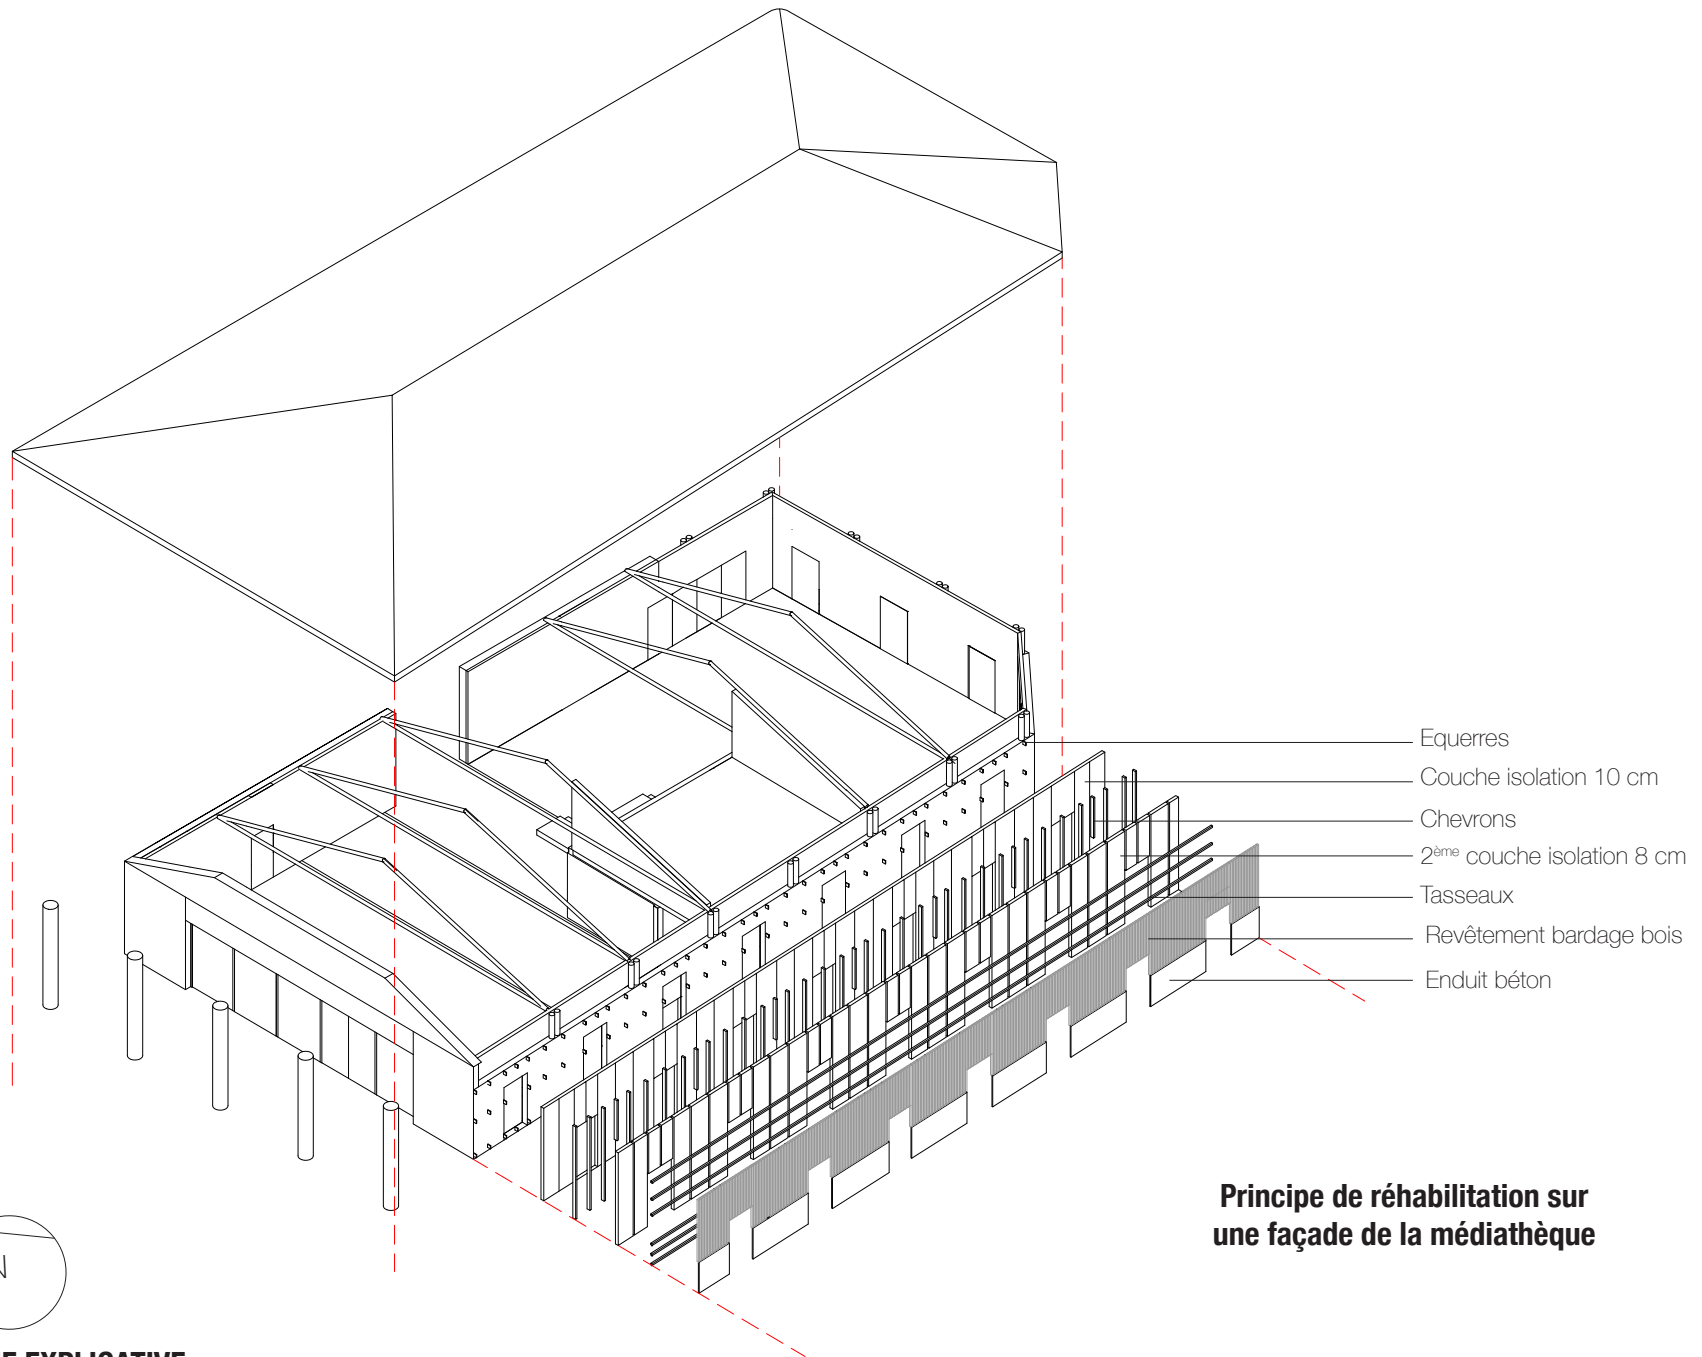 Equerres
Couche isolation 10 cm
Chevrons
2ème couche isolation 8 cm
Tasseaux
Revêtement bardage bois
Enduit béton
Principe de réhabilitation sur
une façade de la médiathèque
N
EXPLICATIVE